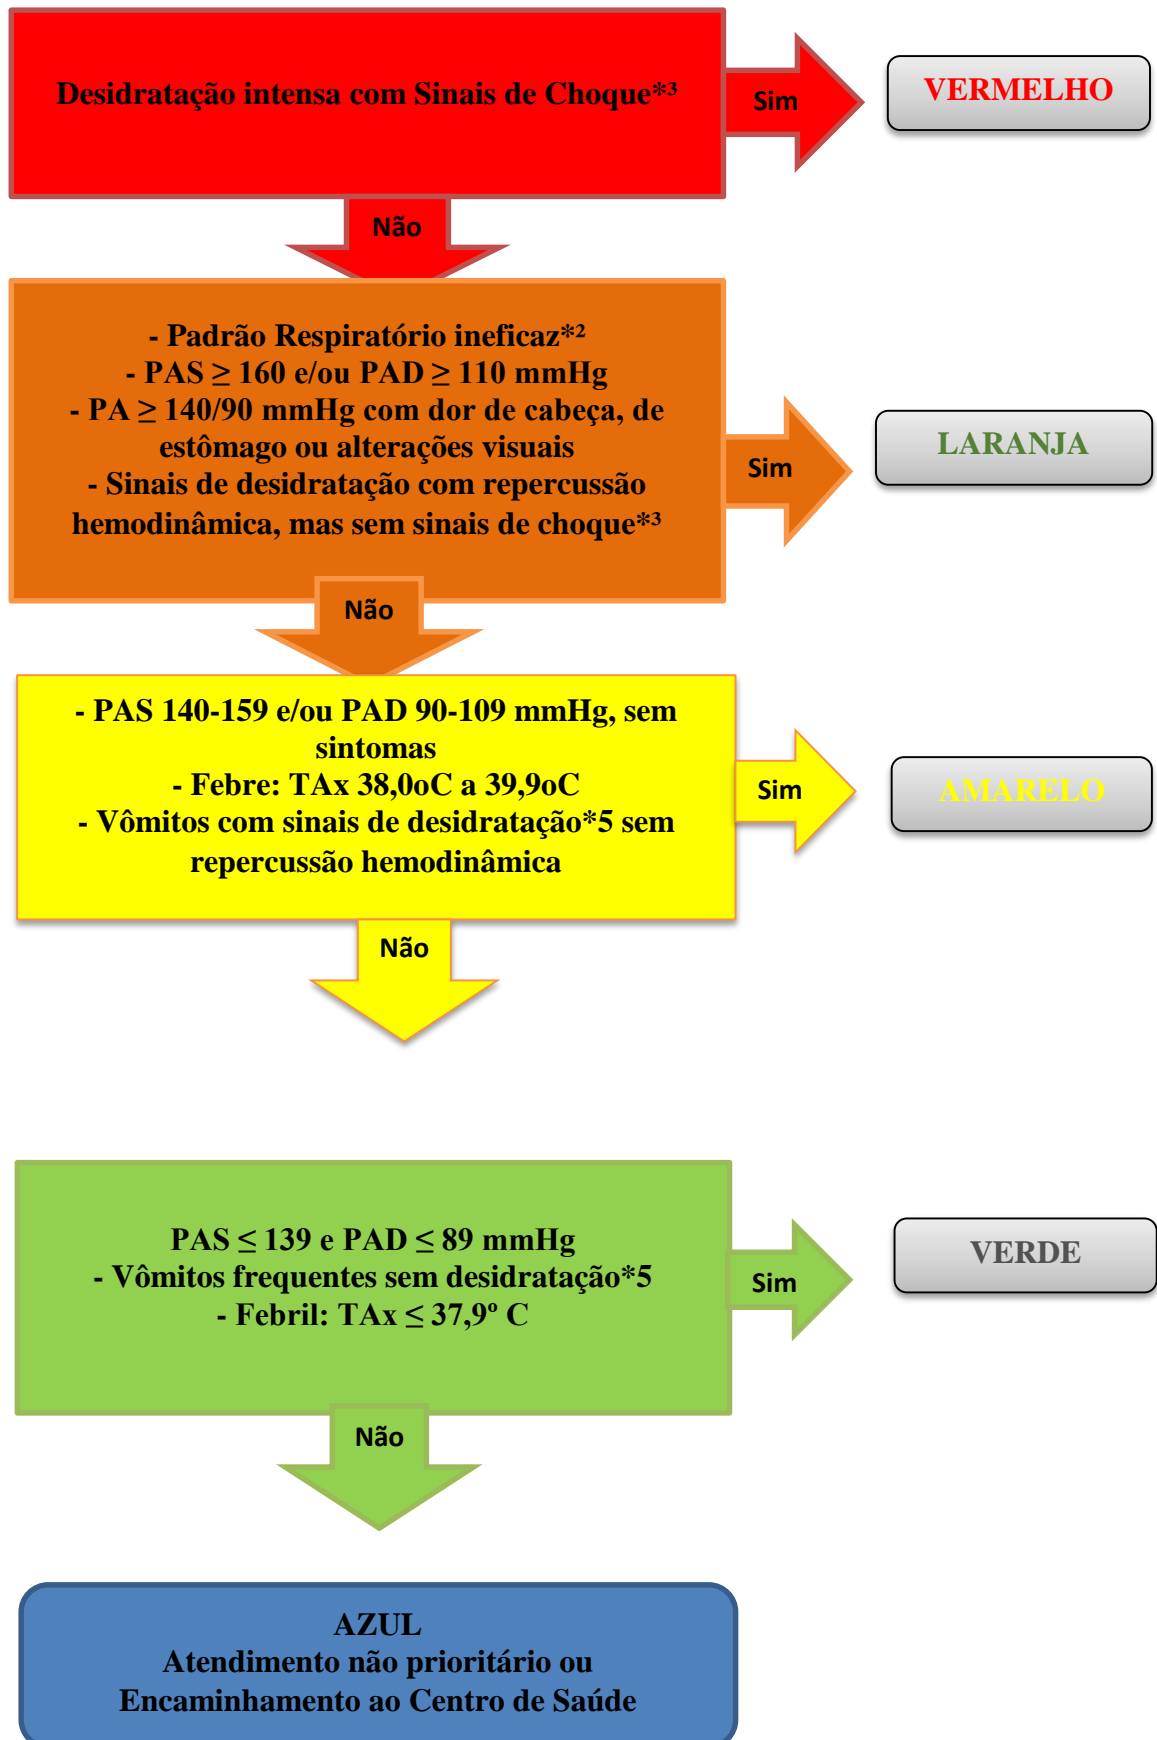 Desidratação intensa com Sinais de Choque*³
Sim
VERMELHO
Não
- Padrão Respiratório ineficaz*²
- PAS ≥ 160 e/ou PAD ≥ 110 mmHg
- PA ≥ 140/90 mmHg com dor de cabeça, de
estômago ou alterações visuais
- Sinais de desidratação com repercussão
hemodinâmica, mas sem sinais de choque*³
Sim
LARANJA
Não
- PAS 140-159 e/ou PAD 90-109 mmHg, sem
sintomas
- Febre: TAx 38,0oC a 39,9oC
- Vômitos com sinais de desidratação*5 sem
repercussão hemodinâmica
Sim
AMARELO
Não
PAS ≤ 139 e PAD ≤ 89 mmHg
- Vômitos frequentes sem desidratação*5
- Febril: TAx ≤ 37,9º C
Sim
VERDE
Não
AZUL
Atendimento não prioritário ou
Encaminhamento ao Centro de Saúde